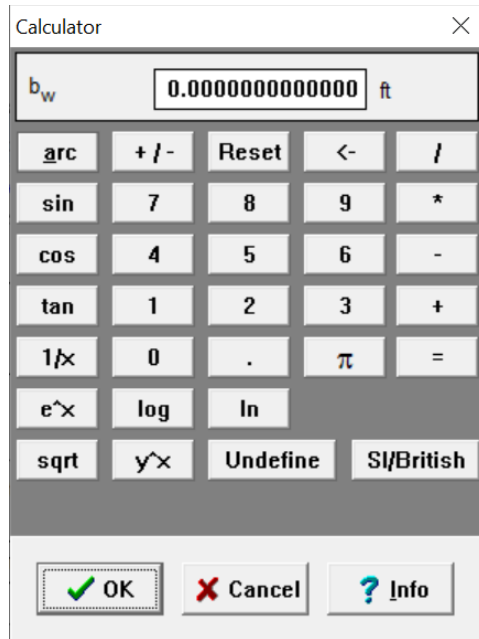 Calculator
b_w 0.0000000000000 ft
arc +/- Reset <- /
sin 7 8 9 *
cos 4 5 6 -
tan 1 2 3 +
1/x 0 . π =
e^x log ln
sqrt y^x Undefine SI/British
OK Cancel ? Info